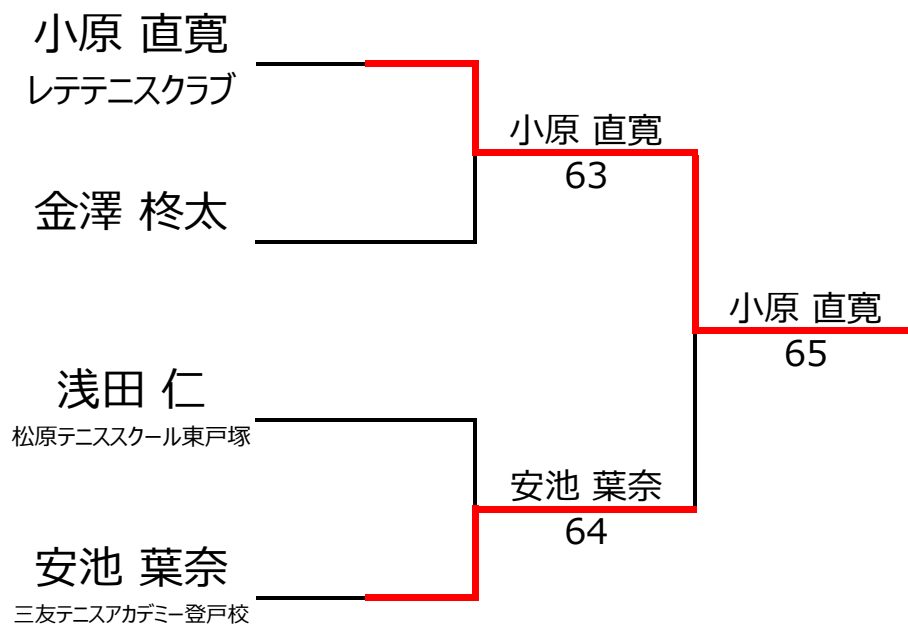 小原 直寛
レテテニスクラブ
小原 直寛
63
金澤 柊太
小原 直寛
65
浅田 仁
松原テニススクール東戸塚
安池 葉奈
64
安池 葉奈
三友テニスアカデミー登戸校